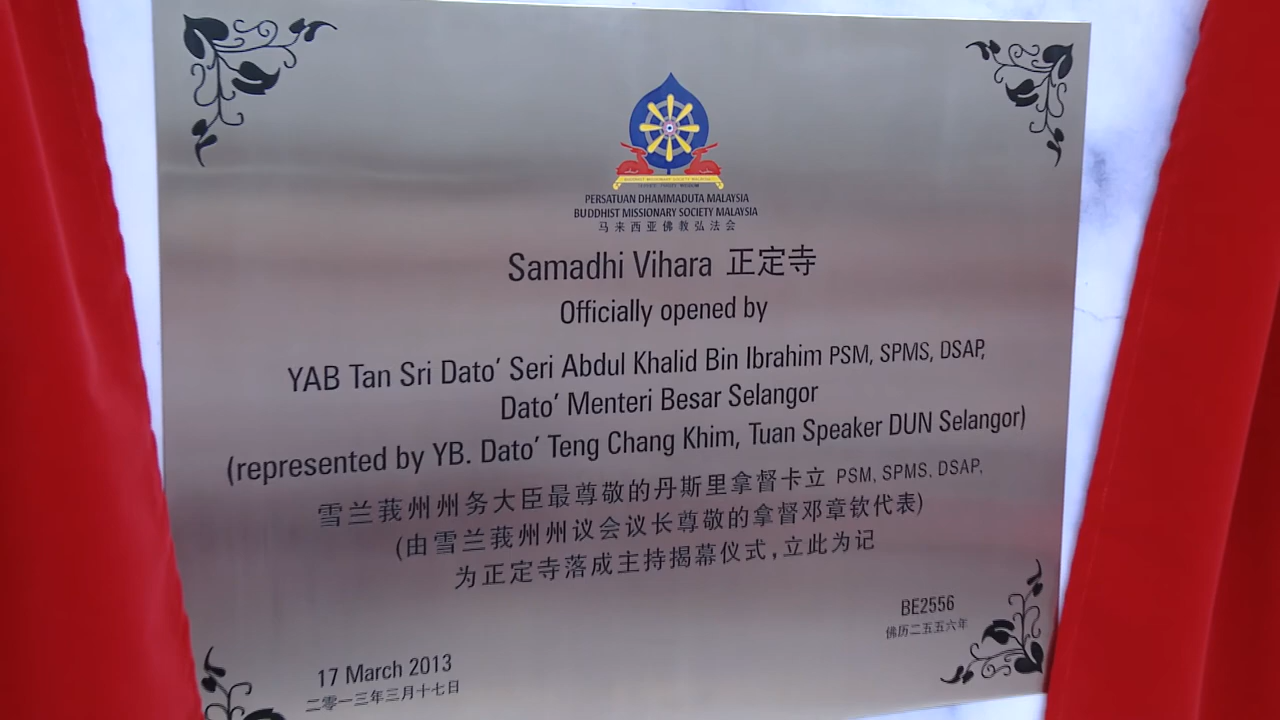 PERSATUAN DHAMMADUTA MALAYSIA
BUDDHIST MISSIONARY SOCIETY MALAYSIA
马来西亚佛教弘法会
Samadhi Vihara 正定寺
Officially opened by
YAB Tan Sri Dato’ Seri Abdul Khalid Bin Ibrahim PSM, SPMS, DSAP,
Dato’ Menteri Besar Selangor
(represented by YB. Dato’ Teng Chang Khim, Tuan Speaker DUN Selangor)
雪兰莪州州务大臣最尊敬的丹斯里拿督卡立 PSM, SPMS. DSAP,
(由雪兰莪州州议会议长尊敬的拿督邓章钦代表)
为正定寺落成主持揭幕仪式,立此为记
BE2556
佛历二五五六年
17 March 2013
二零一三年三月十七日